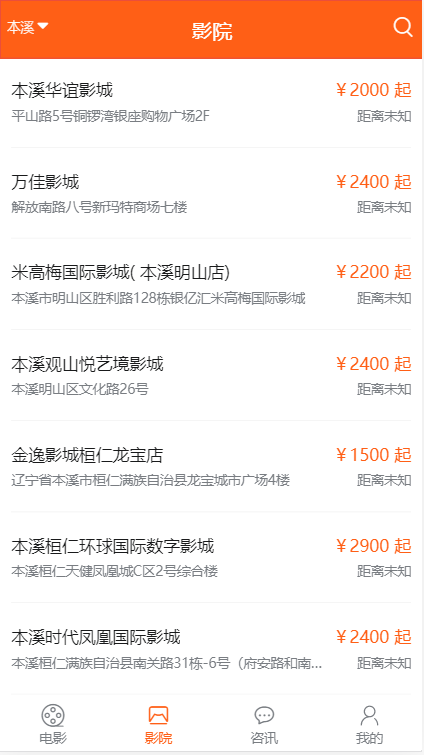 本溪
影院
本溪华谊影城 ￥2000 起
平山路5号铜锣湾银座购物广场2F 距离未知
万佳影城 ￥2400 起
解放南路八号新玛特商场七楼 距离未知
米高梅国际影城( 本溪明山店) ￥2200 起
本溪市明山区胜利路128栋银亿汇米高梅国际影城 距离未知
本溪观山悦艺境影城 ￥2400 起
本溪明山区文化路26号 距离未知
金逸影城桓仁龙宝店 ￥1500 起
辽宁省本溪市桓仁满族自治县龙宝城市广场4楼 距离未知
本溪桓仁环球国际数字影城 ￥2900 起
本溪桓仁天健凤凰城C区2号综合楼 距离未知
本溪时代凤凰国际影城 ￥2400 起
本溪桓仁满族自治县南关路31栋-6号（府安路和南... 距离未知
电影 影院 咨讯 我的